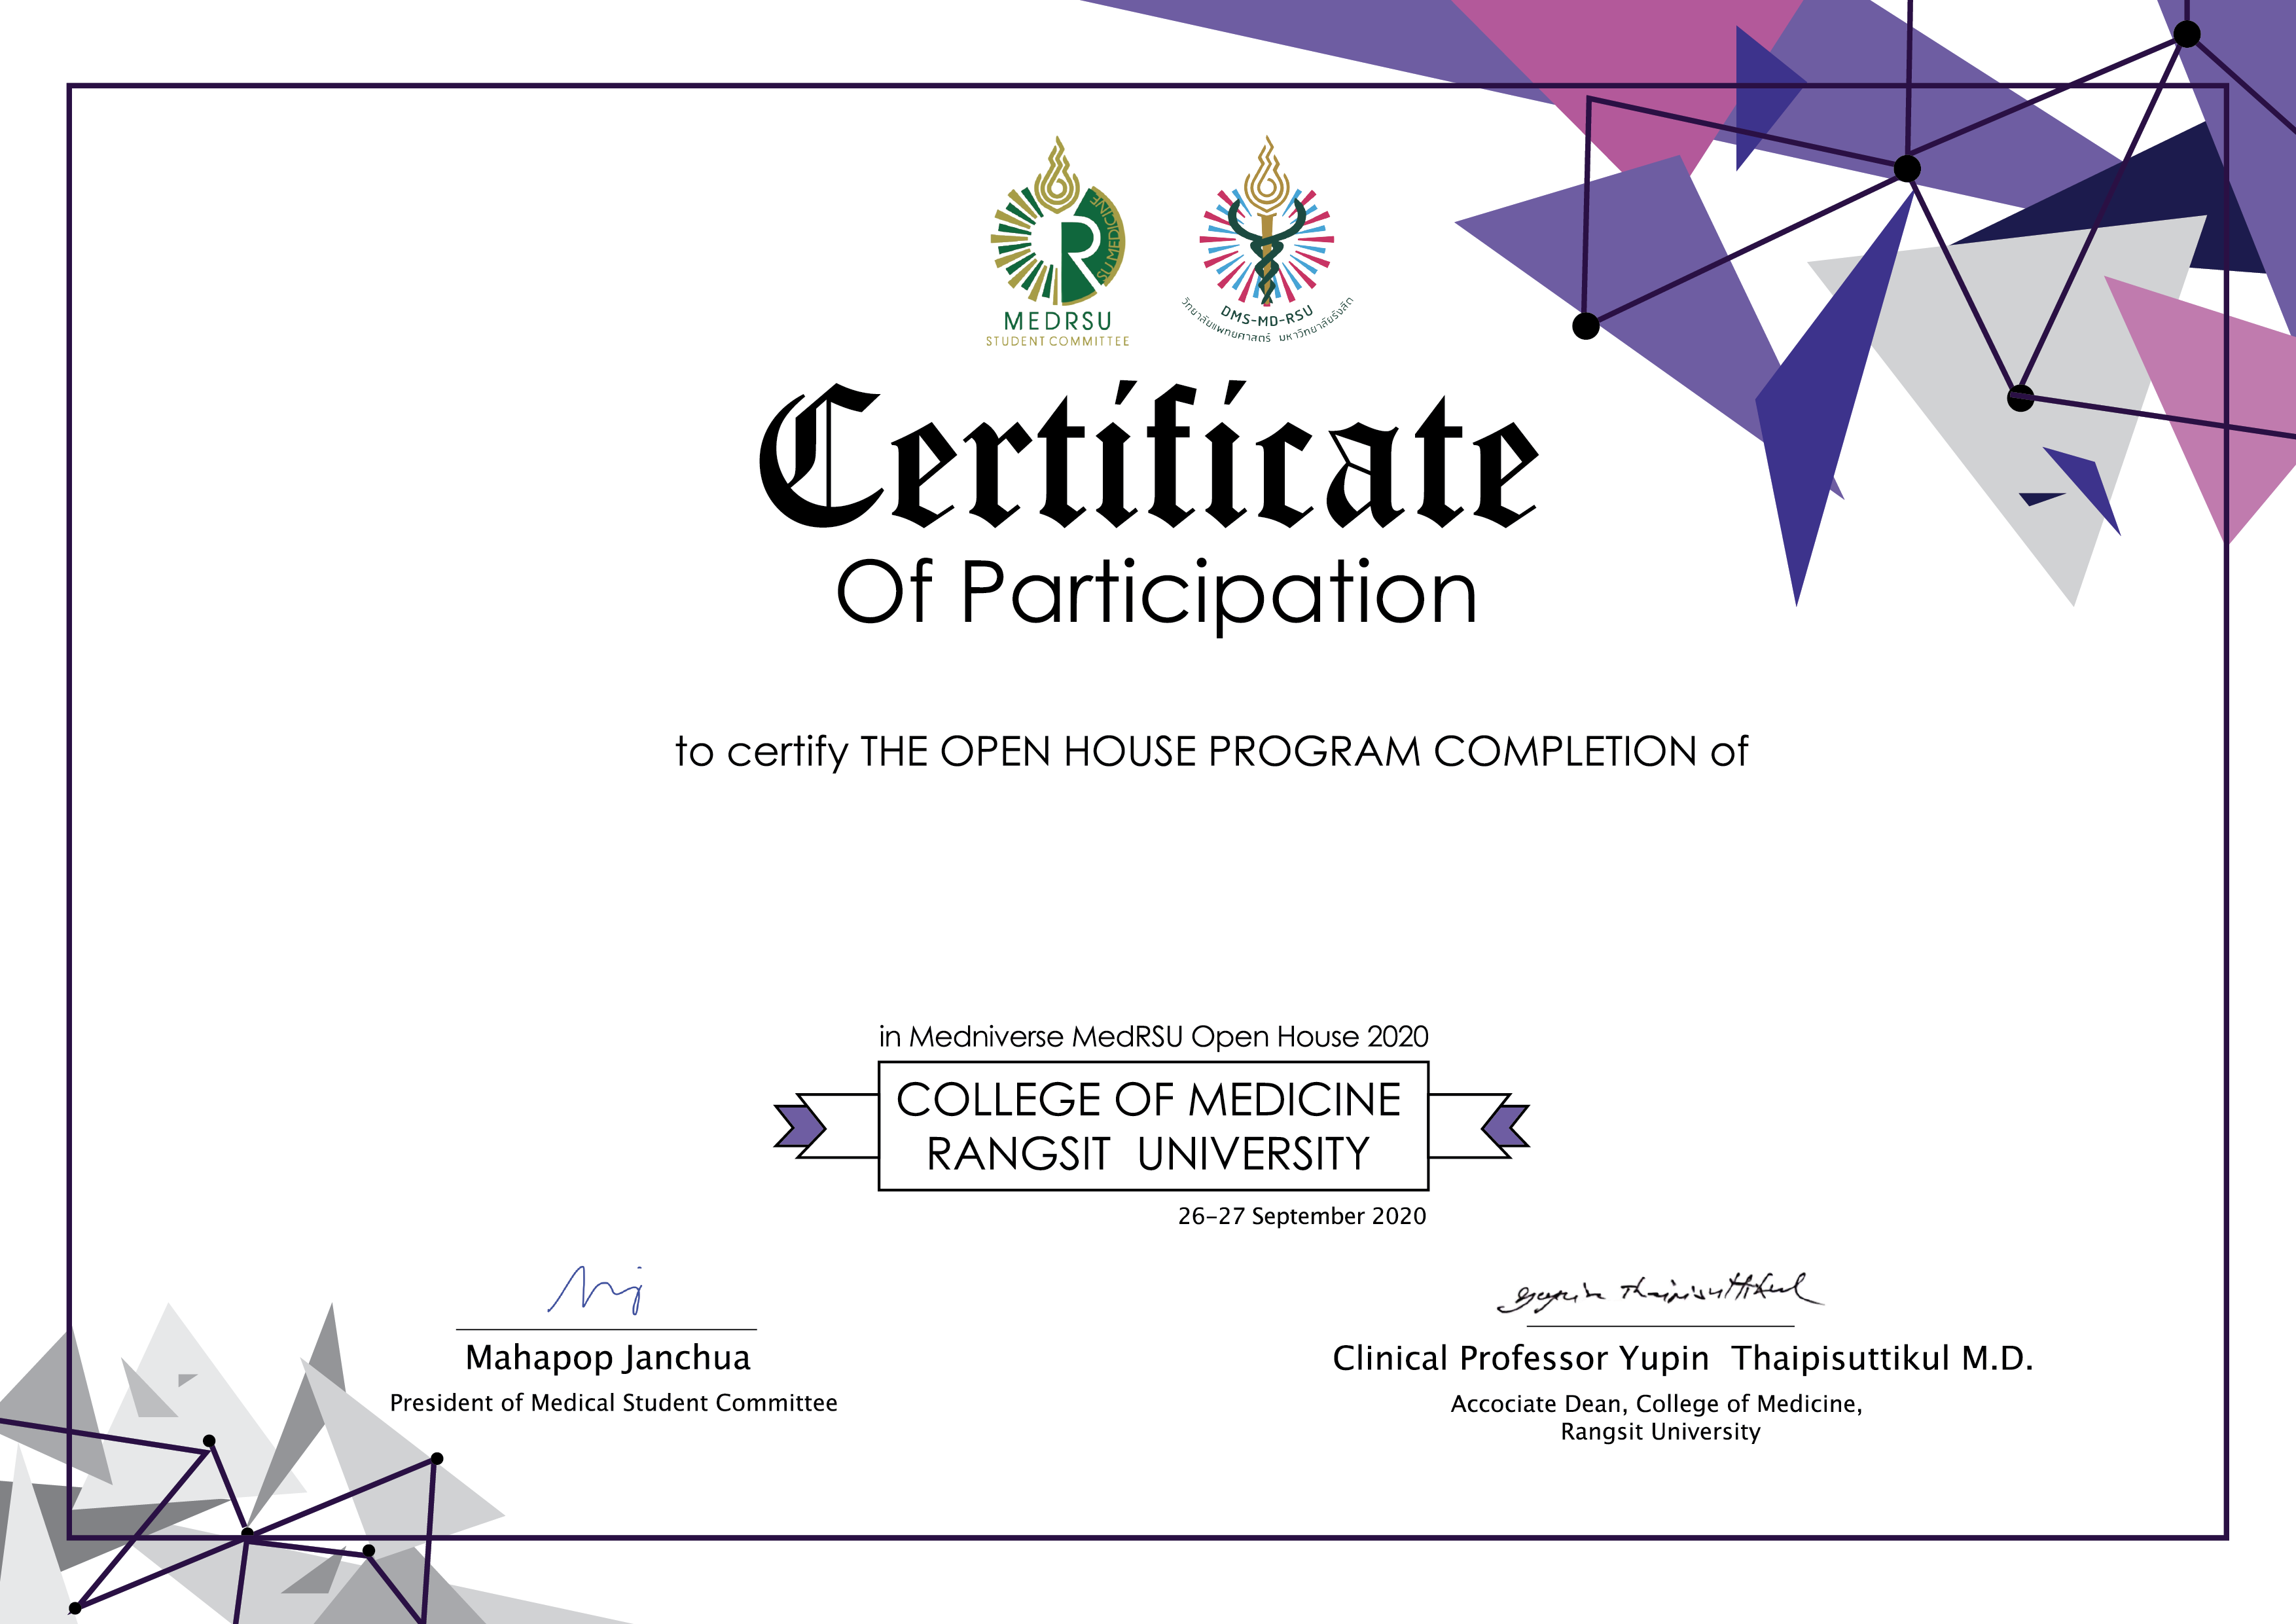 RSU MEDICINE
MEDRSU
STUDENT COMMITTEE
DMS-MD-RSU
วิทยาลัยแพทยศาสตร์ มหาวิทยาลัยรังสิต
Certificate
Of Participation
to certify THE OPEN HOUSE PROGRAM COMPLETION of
in Medniverse MedRSU Open House 2020
COLLEGE OF MEDICINE
RANGSIT UNIVERSITY
26-27 September 2020
Yupin Thaipisuttikul
Mahapop Janchua
President of Medical Student Committee
Clinical Professor Yupin Thaipisuttikul M.D.
Accociate Dean, College of Medicine,
Rangsit University